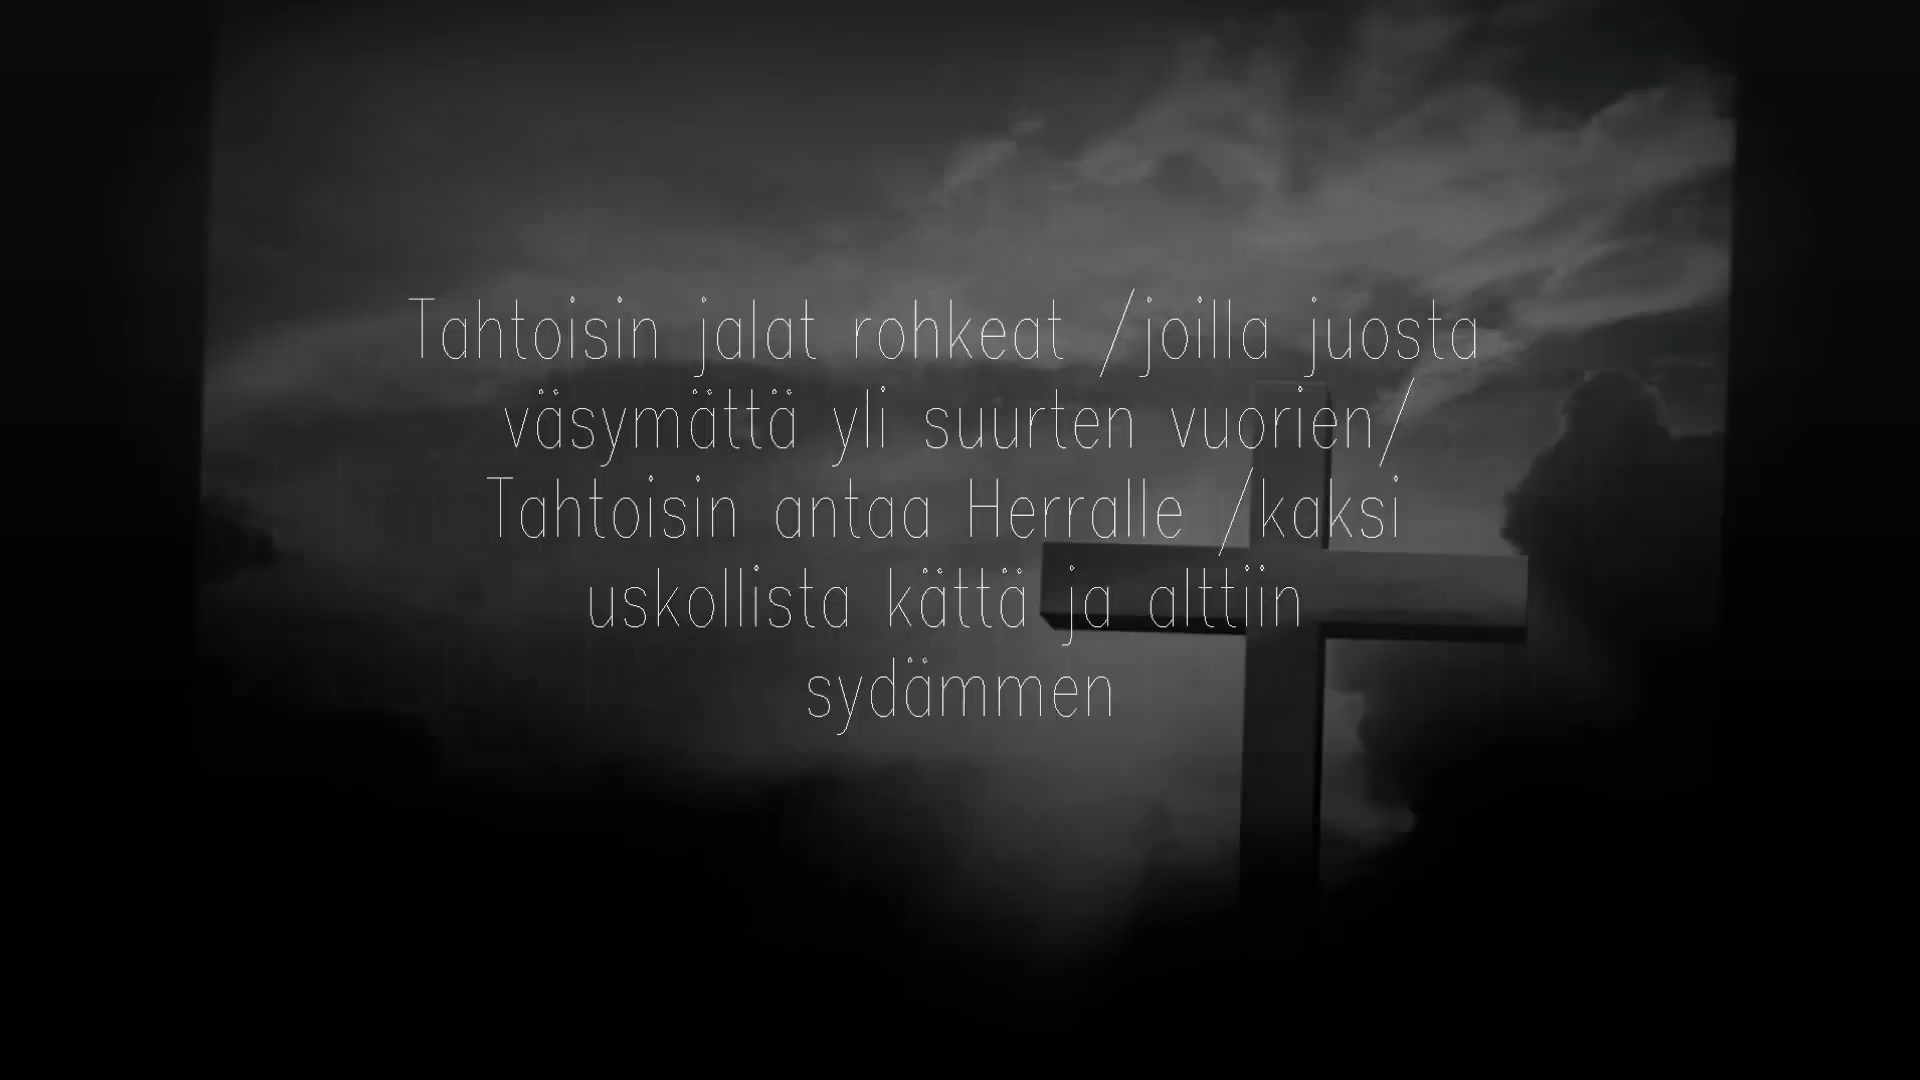 Tahtoisin jalat rohkeat /joilla juosta
väsymättä yli suurten vuorien/
Tahtoisin antaa Herralle /kaksi
uskollista kättä ja alttiin
sydämmen